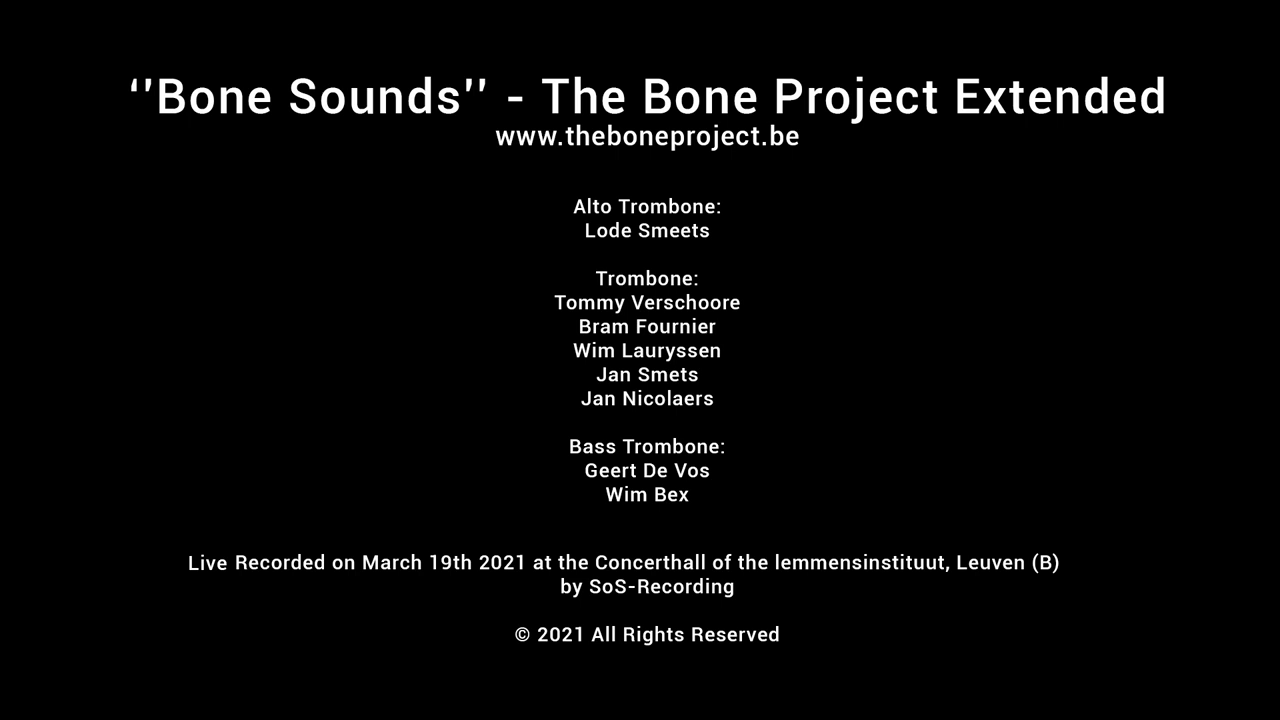 ‘’Bone Sounds’’ - The Bone Project Extended
www.theboneproject.be
Alto Trombone:
Lode Smeets
Trombone:
Tommy Verschoore
Bram Fournier
Wim Lauryssen
Jan Smets
Jan Nicolaers
Bass Trombone:
Geert De Vos
Wim Bex
Live Recorded on March 19th 2021 at the Concerthall of the lemmensinstituut, Leuven (B)
by SoS-Recording
© 2021 All Rights Reserved